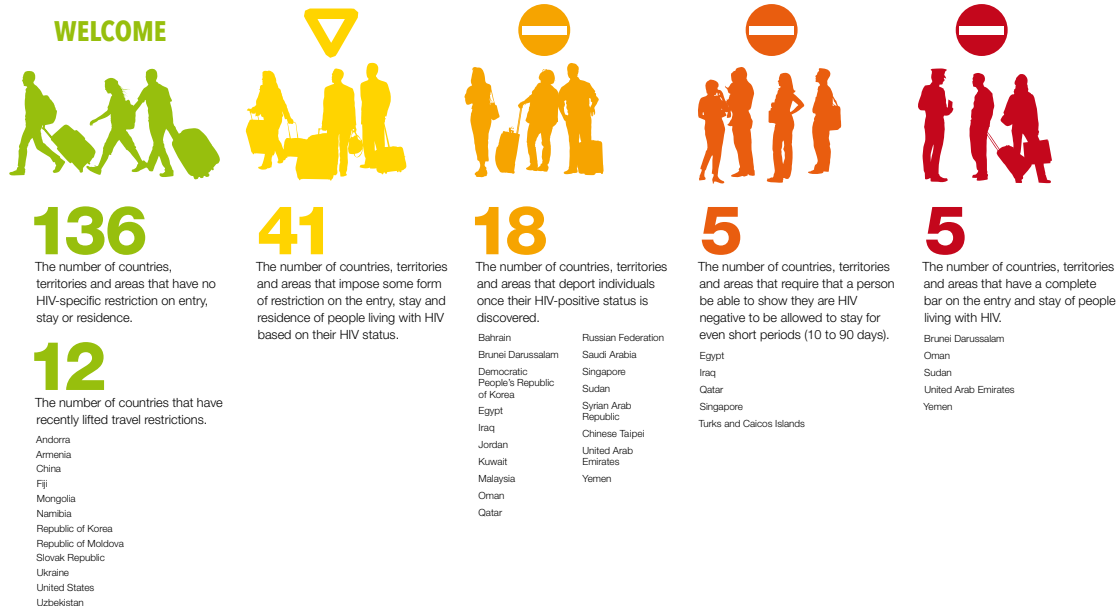 WELCOME
136
The number of countries,
territories and areas that have no
HIV-specific restriction on entry,
stay or residence.
12
The number of countries that have
recently lifted travel restrictions.
Andorra
Armenia
China
Fiji
Mongolia
Namibia
Republic of Korea
Republic of Moldova
Slovak Republic
Ukraine
United States
Uzbekistan
41
The number of countries, territories
and areas that impose some form
of restriction on the entry, stay and
residence of people living with HIV
based on their HIV status.
18
The number of countries, territories
and areas that deport individuals
once their HIV-positive status is
discovered.
Bahrain
Brunei Darussalam
Democratic
People's Republic
of Korea
Egypt
Iraq
Jordan
Kuwait
Malaysia
Oman
Qatar
Russian Federation
Saudi Arabia
Singapore
Sudan
Syrian Arab
Republic
Chinese Taipei
United Arab
Emirates
Yemen
5
The number of countries, territories
and areas that require that a person
be able to show they are HIV
negative to be allowed to stay for
even short periods (10 to 90 days).
Egypt
Iraq
Qatar
Singapore
Turks and Caicos Islands
5
The number of countries, territories
and areas that have a complete
bar on the entry and stay of people
living with HIV.
Brunei Darussalam
Oman
Sudan
United Arab Emirates
Yemen